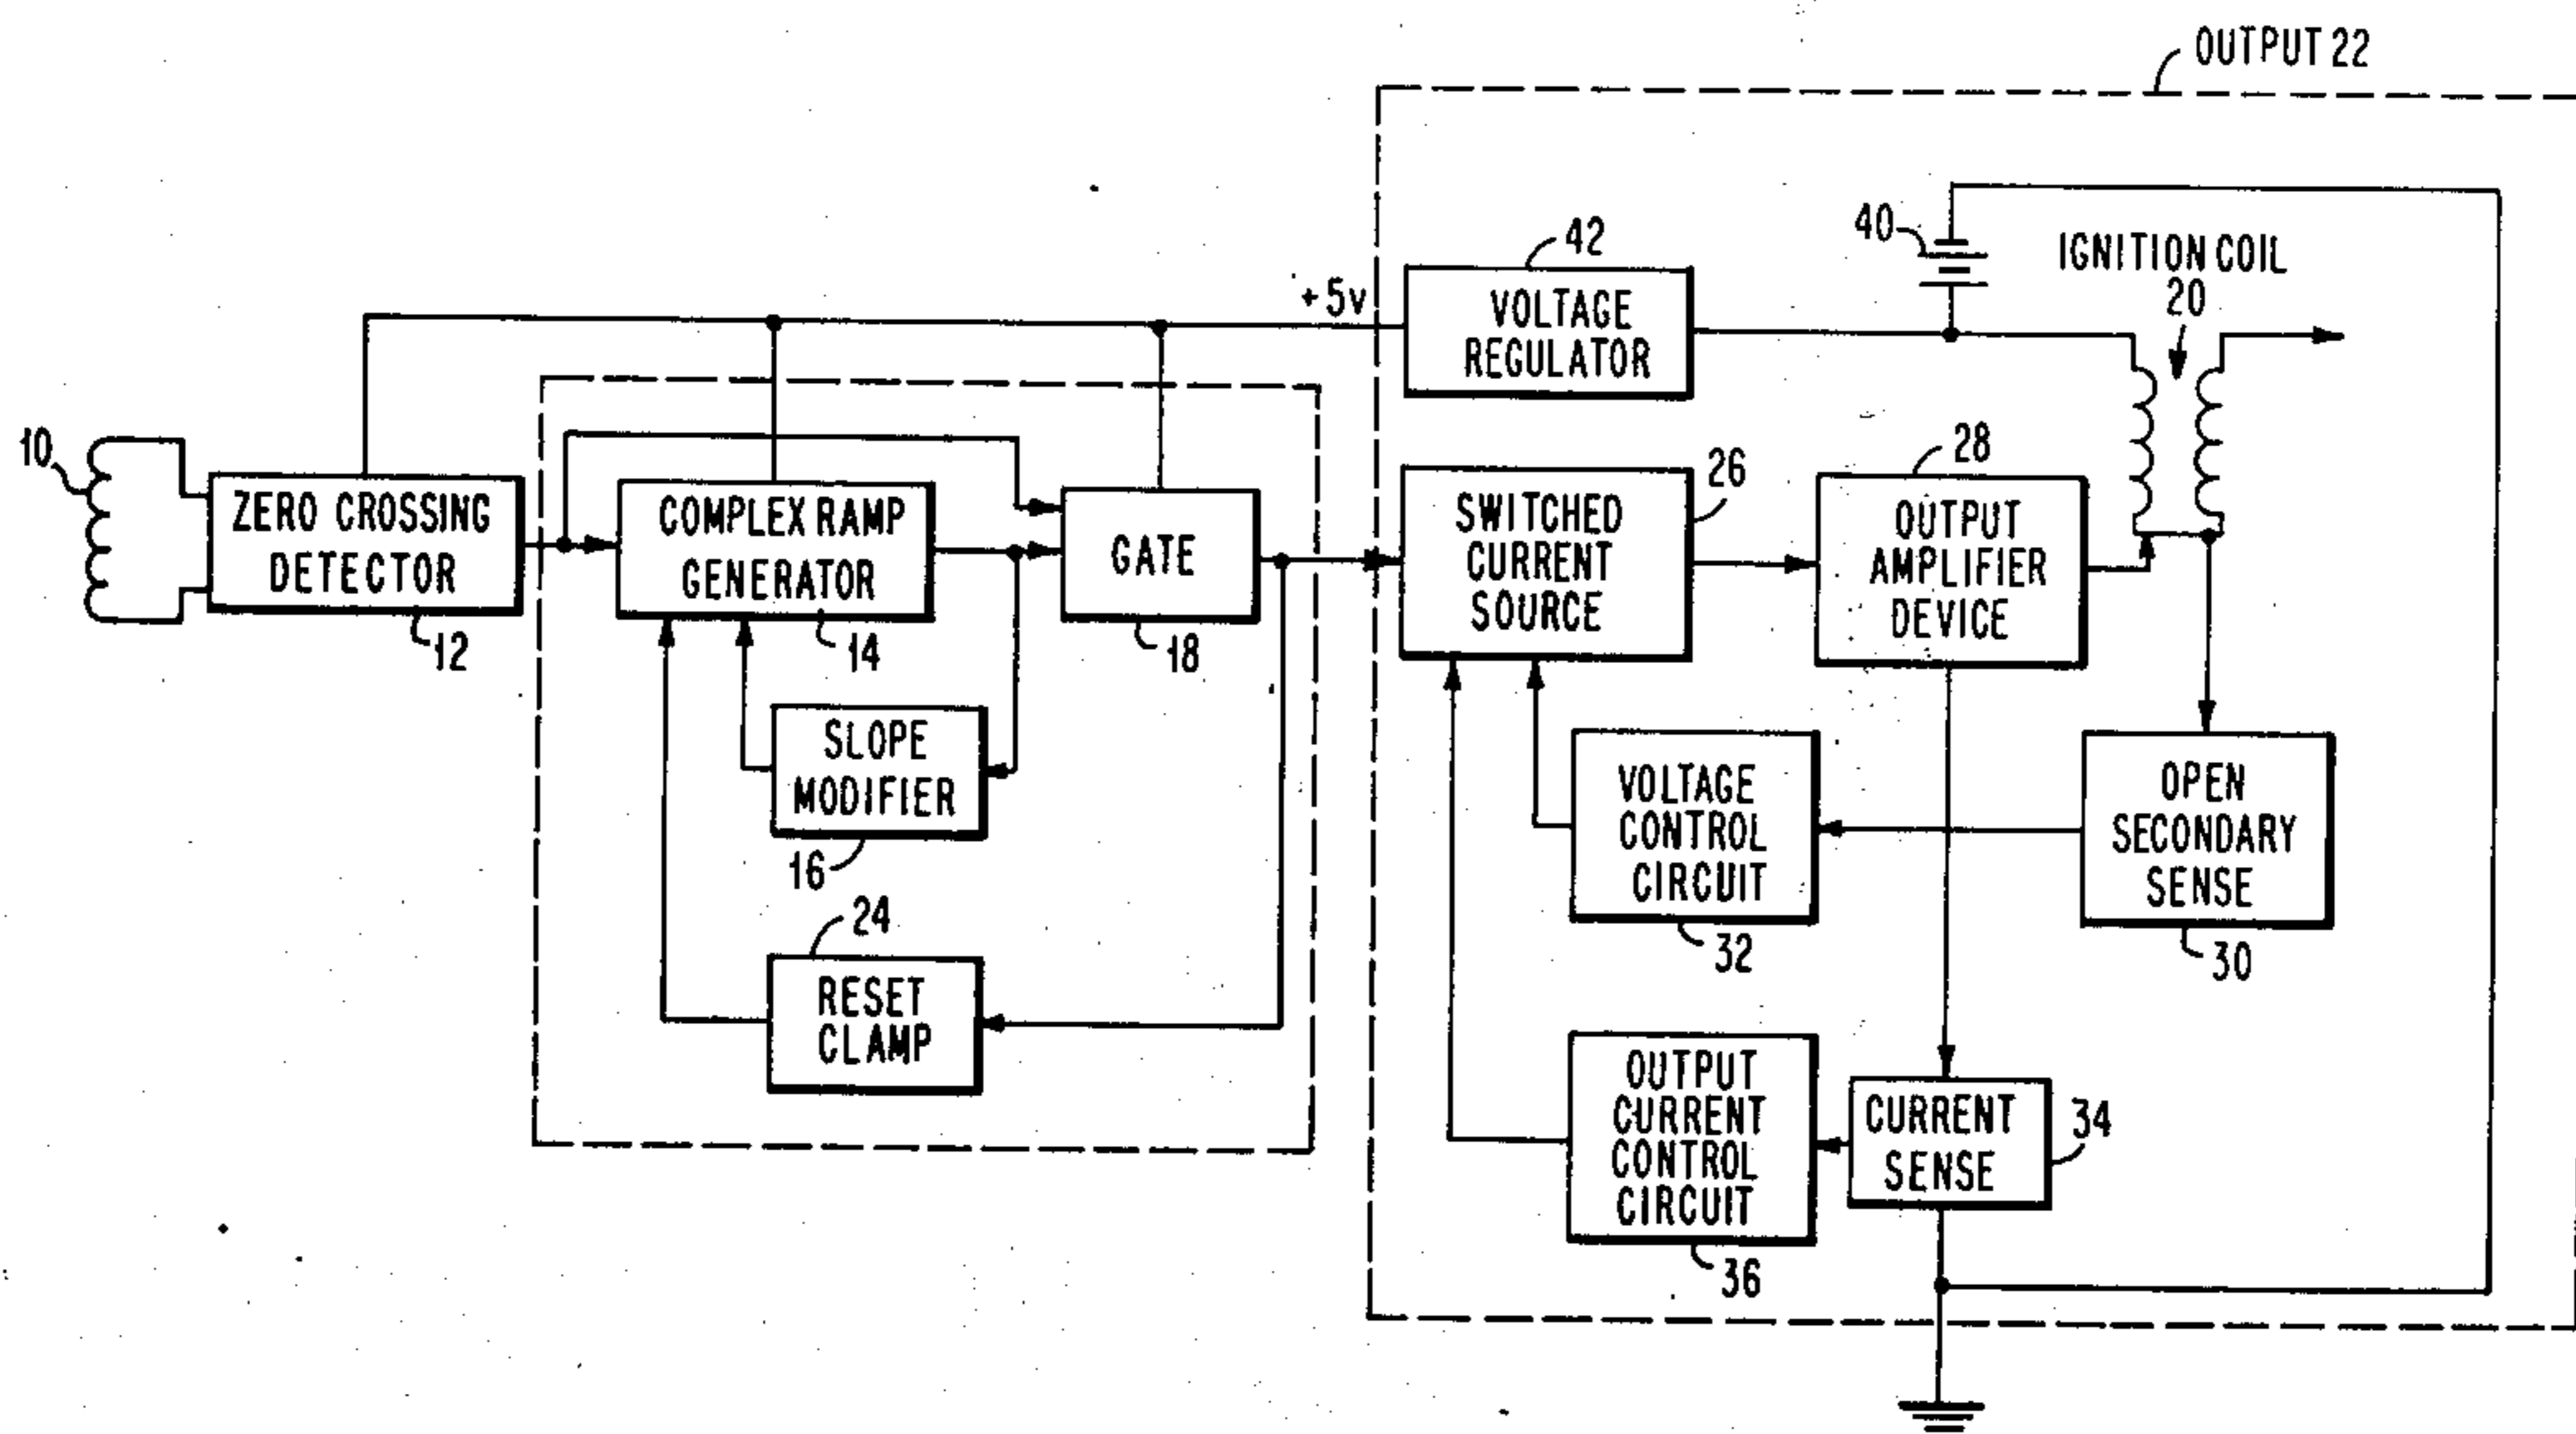 OUTPUT 22
42
40
IGNITION COIL
20
+5v
VOLTAGE
REGULATOR
10
ZERO CROSSING
DETECTOR
12
COMPLEX RAMP
GENERATOR
14
GATE
18
SWITCHED
CURRENT
SOURCE
26
OUTPUT
AMPLIFIER
DEVICE
28
SLOPE
MODIFIER
16
VOLTAGE
CONTROL
CIRCUIT
32
OPEN
SECONDARY
SENSE
30
24
RESET
CLAMP
OUTPUT
CURRENT
CONTROL
CIRCUIT
36
CURRENT
SENSE
34